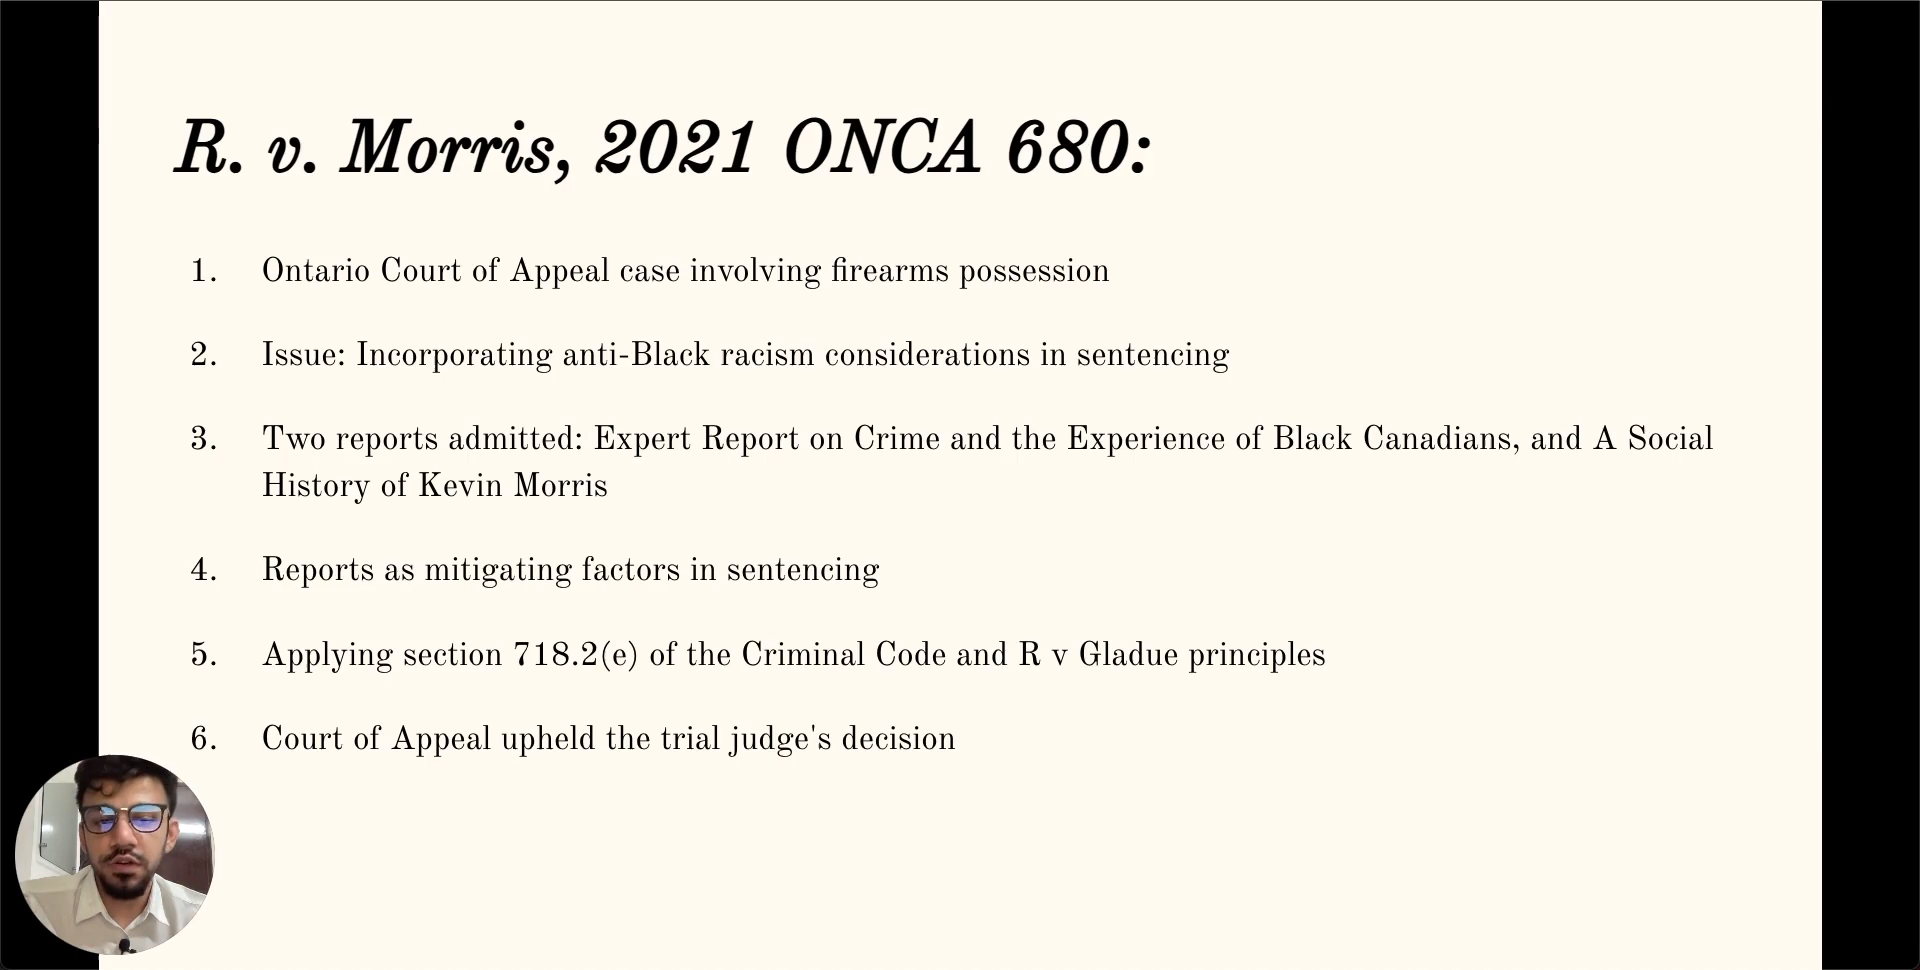 R. v. Morris, 2021 ONCA 680:
1. Ontario Court of Appeal case involving firearms possession
2. Issue: Incorporating anti-Black racism considerations in sentencing
3. Two reports admitted: Expert Report on Crime and the Experience of Black Canadians, and A Social
History of Kevin Morris
4. Reports as mitigating factors in sentencing
5. Applying section 718.2(e) of the Criminal Code and R v Gladue principles
6. Court of Appeal upheld the trial judge's decision